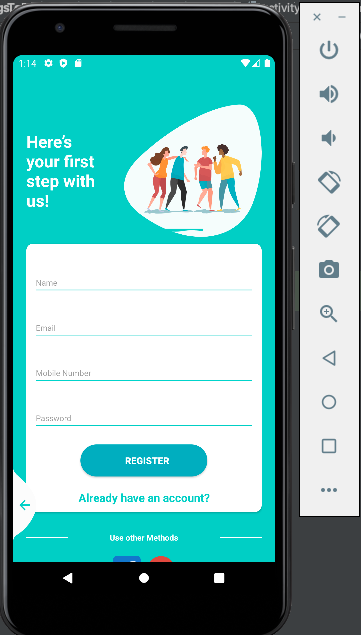 1:14
Here's
your first
step with
us!
Name
Email
Mobile Number
Password
REGISTER
Already have an account?
Use other Methods